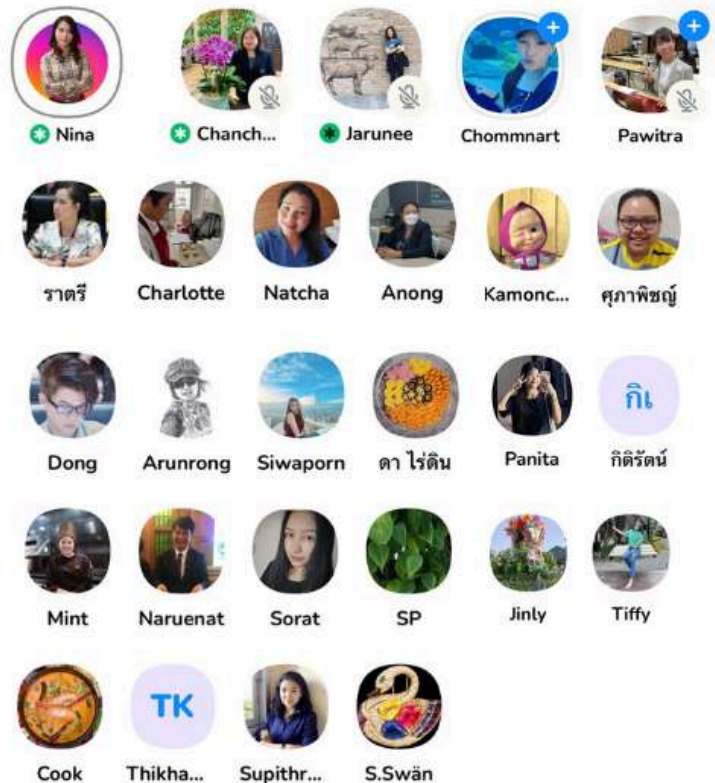 Nina
Chanch...
Jarunee
Chommnart
Pawitra
ราตรี
Charlotte
Natcha
Anong
Kamonc...
ศุภาพิชญ์
Dong
Arunrong
Siwaporn
ดา ไร่ดิน
Panita
กิเ
กิติรัตน์
Mint
Naruenat
Sorat
SP
Jinly
Tiffy
TK
Cook
Thikha...
Supithr...
S.Swän